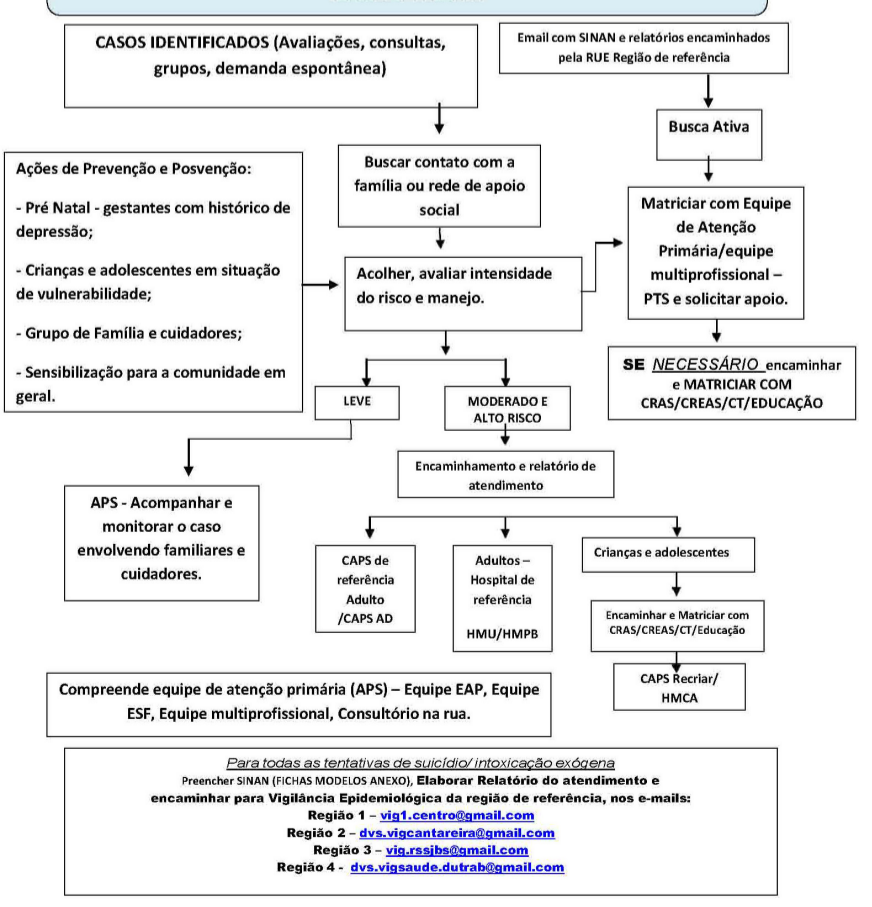 CASOS IDENTIFICADOS (Avaliações, consultas,
grupos, demanda espontânea)
Email com SINAN e relatórios encaminhados
pela RUE Região de referência
Busca Ativa
Ações de Prevenção e Posvenção:
- Pré Natal - gestantes com histórico de
depressão;
- Crianças e adolescentes em situação
de vulnerabilidade;
- Grupo de Família e cuidadores;
- Sensibilização para a comunidade em
geral.
Buscar contato com a
família ou rede de apoio
social
Matriciar com Equipe
de Atenção
Primária/equipe
multiprofissional –
PTS e solicitar apoio.
Acolher, avaliar intensidade
do risco e manejo.
SE NECESSÁRIO encaminhar
e MATRICIAR COM
CRAS/CREAS/CT/EDUCAÇÃO
LEVE
MODERADO E
ALTO RISCO
Encaminhamento e relatório de
atendimento
APS - Acompanhar e
monitorar o caso
envolvendo familiares e
cuidadores.
CAPS de
referência
Adulto
/CAPS AD
Adultos –
Hospital de
referência
HMU/HMPB
Crianças e adolescentes
Encaminhar e Matriciar com
CRAS/CREAS/CT/Educação
CAPS Recriar/
HMCA
Compreende equipe de atenção primária (APS) – Equipe EAP, Equipe
ESF, Equipe multiprofissional, Consultório na rua.
Para todas as tentativas de suicídio/ intoxicação exógena
Preencher SINAN (FICHAS MODELOS ANEXO), Elaborar Relatório do atendimento e
encaminhar para Vigilância Epidemiológica da região de referência, nos e-mails:
Região 1 – vig1.centro@gmail.com
Região 2 – dvs.vigcantareira@gmail.com
Região 3 – vig.rssjbs@gmail.com
Região 4 - dvs.vigsaude.dutrab@gmail.com